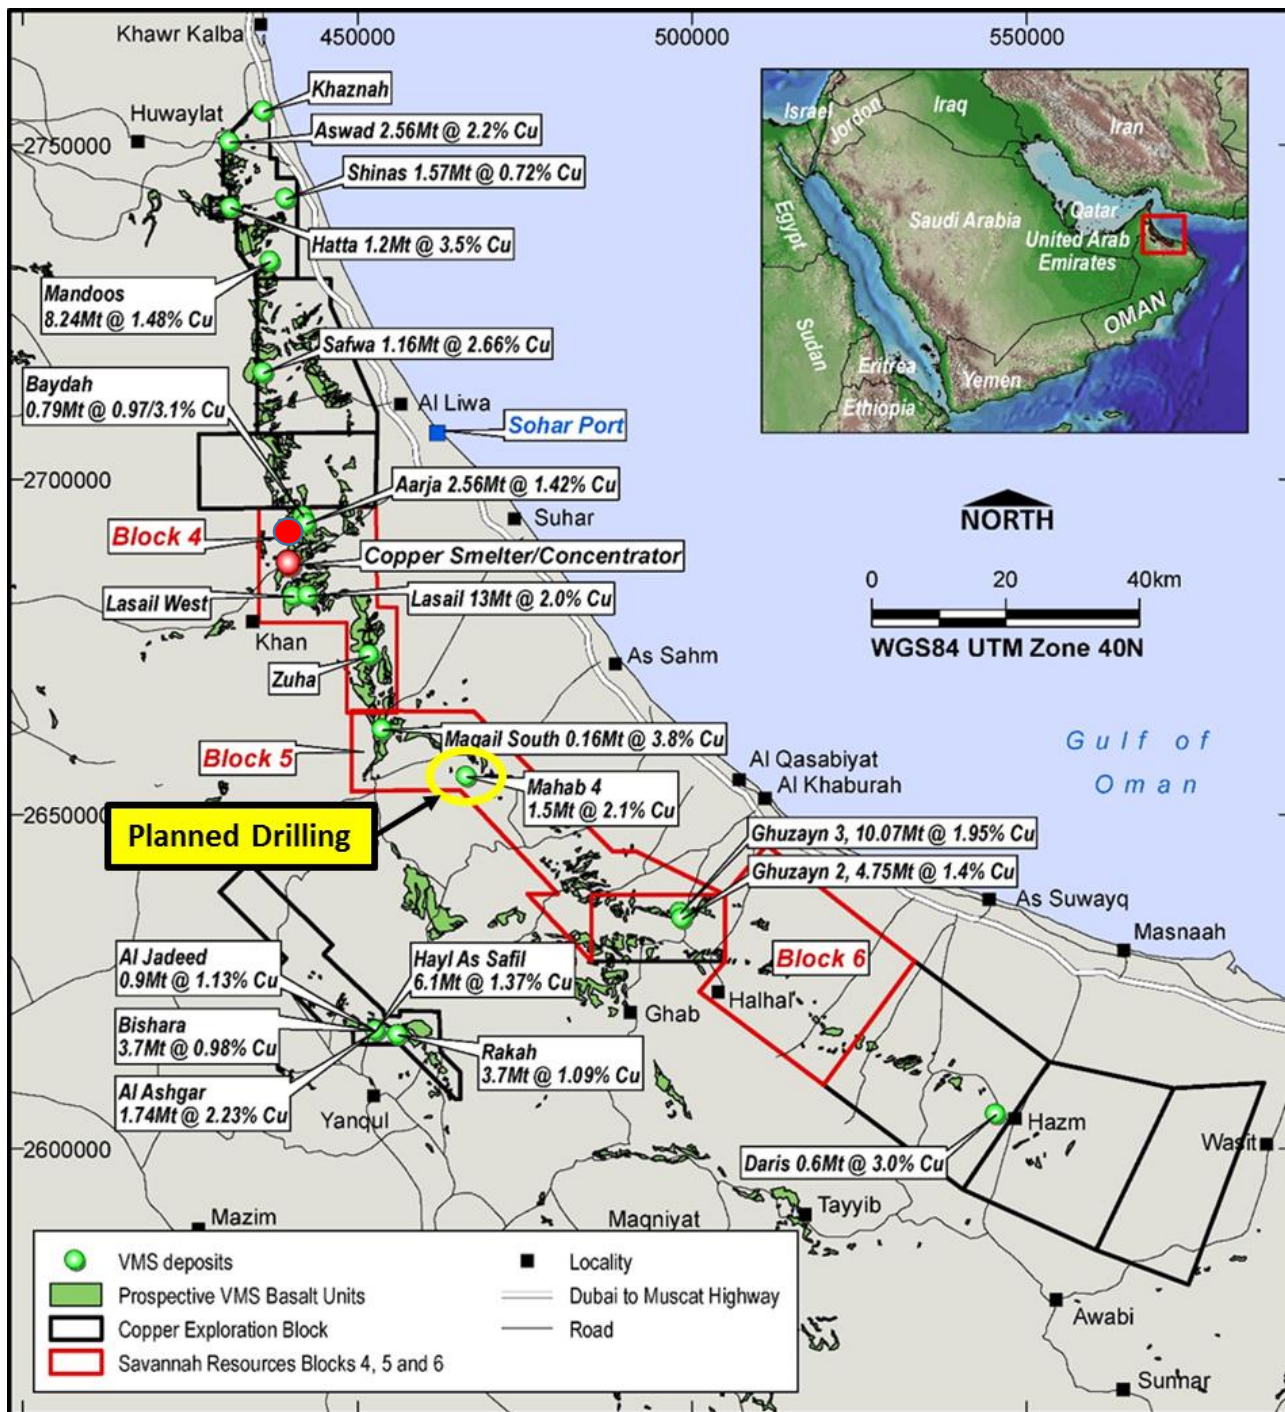 450000
500000
550000
Khawr Kalba
Huwaylat
2750000
Khaznah
Aswad 2.56Mt @ 2.2% Cu
Shinas 1.57Mt @ 0.72% Cu
Hatta 1.2Mt @ 3.5% Cu
Mandoos
8.24Mt @ 1.48% Cu
Safwa 1.16Mt @ 2.66% Cu
Baydah
0.79Mt @ 0.97/3.1% Cu
Al Liwa
Sohar Port
2700000
Aarja 2.56Mt @ 1.42% Cu
Suhar
Block 4
Copper Smelter/Concentrator
Lasail West
Lasail 13Mt @ 2.0% Cu
Khan
Zuha
As Sahm
Israel
Jordon
Iraq
Iran
Egypt
Saudi Arabia
Qatar
United Arab
Emirates
OMAN
Sudan
Eritrea
Yemen
Ethiopia
NORTH
0
20
40km
WGS84 UTM Zone 40N
Gulf of
Oman
Block 5
Maqail South 0.16Mt @ 3.8% Cu
Mahab 4
1.5Mt @ 2.1% Cu
Al Qasabiyat
Al Khaburah
2650000
Planned Drilling
Ghuzayn 3, 10.07Mt @ 1.95% Cu
Ghuzayn 2, 4.75Mt @ 1.4% Cu
As Suwayq
Masnaah
Block 6
Al Jadeed
0.9Mt @ 1.13% Cu
Hayl As Safil
6.1Mt @ 1.37% Cu
Bishara
3.7Mt @ 0.98% Cu
Rakah
3.7Mt @ 1.09% Cu
Al Ashgar
1.74Mt @ 2.23% Cu
Ghab
Halhal
Yanqul
Hazm
Wasit
2600000
Daris 0.6Mt @ 3.0% Cu
Tayyib
Mazim
Maqniyat
Awabi
Sunnar
VMS deposits
Prospective VMS Basalt Units
Copper Exploration Block
Savannah Resources Blocks 4, 5 and 6
Locality
Dubai to Muscat Highway
Road